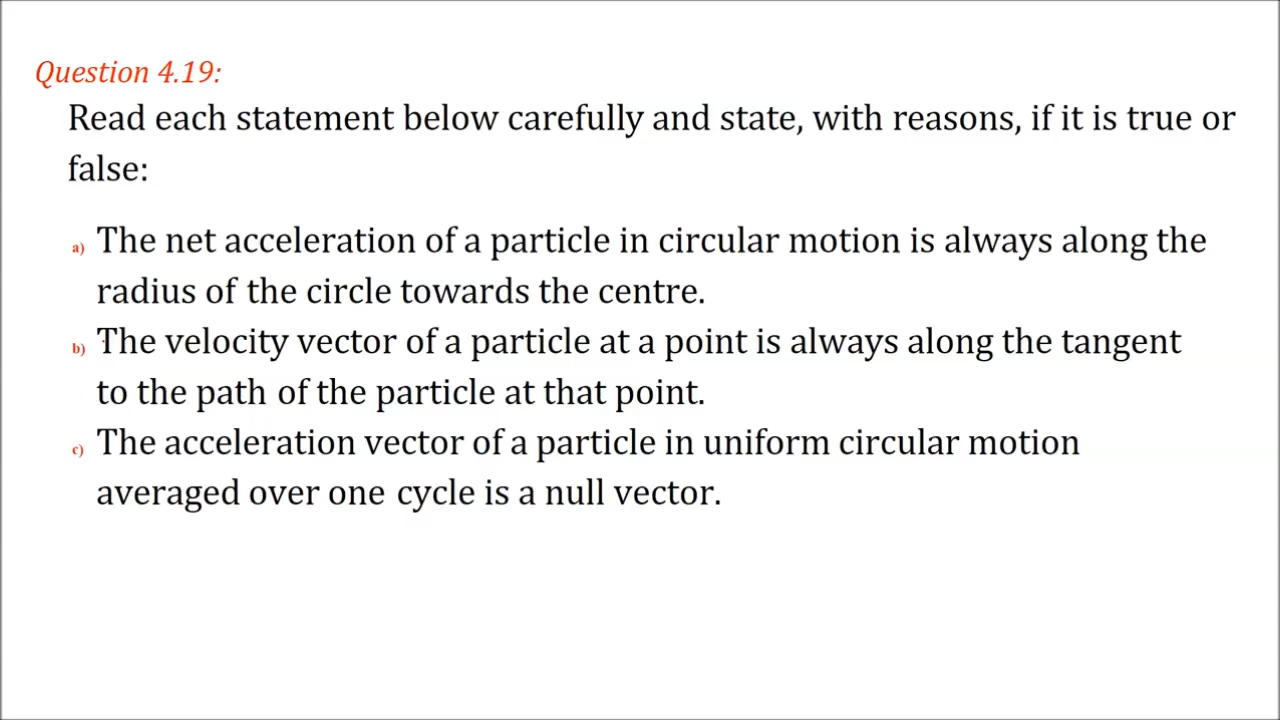 Question 4.19:
Read each statement below carefully and state, with reasons, if it is true or
false:
a) The net acceleration of a particle in circular motion is always along the
radius of the circle towards the centre.
b) The velocity vector of a particle at a point is always along the tangent
to the path of the particle at that point.
c) The acceleration vector of a particle in uniform circular motion
averaged over one cycle is a null vector.